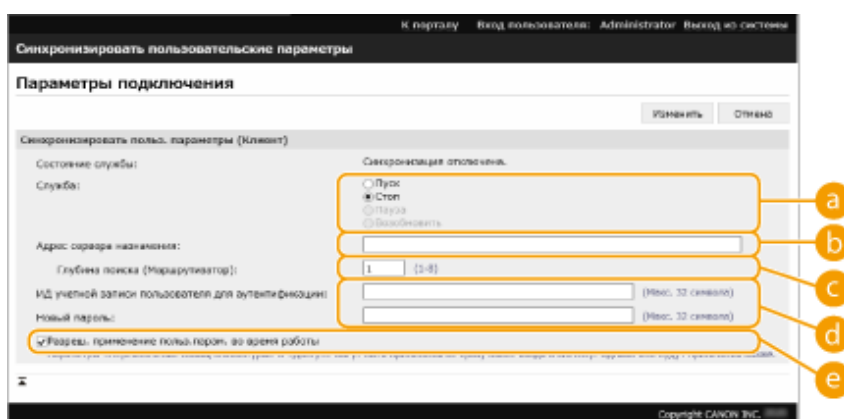 К порталу Вход пользователя: Administrator Выход из системы
Синхронизировать пользовательские параметры
Параметры подключения
Изменить Отмена
Синхронизировать польз. параметры (Клиент)
Состояние службы: Синхронизация отключена.
Служба: Пуск
Стоп
Пауза
Возобновить
a
Адрес сервера назначения:
b
Глубина поиска (Маршрутизатор): 1 (1-8)
c
ИД учетной записи пользователя для аутентификации: (Макс. 32 символа)
Новый пароль: (Макс. 32 символа)
d
Разреш. применение польз.парам. во время работы
e
Copyright CANON INC.